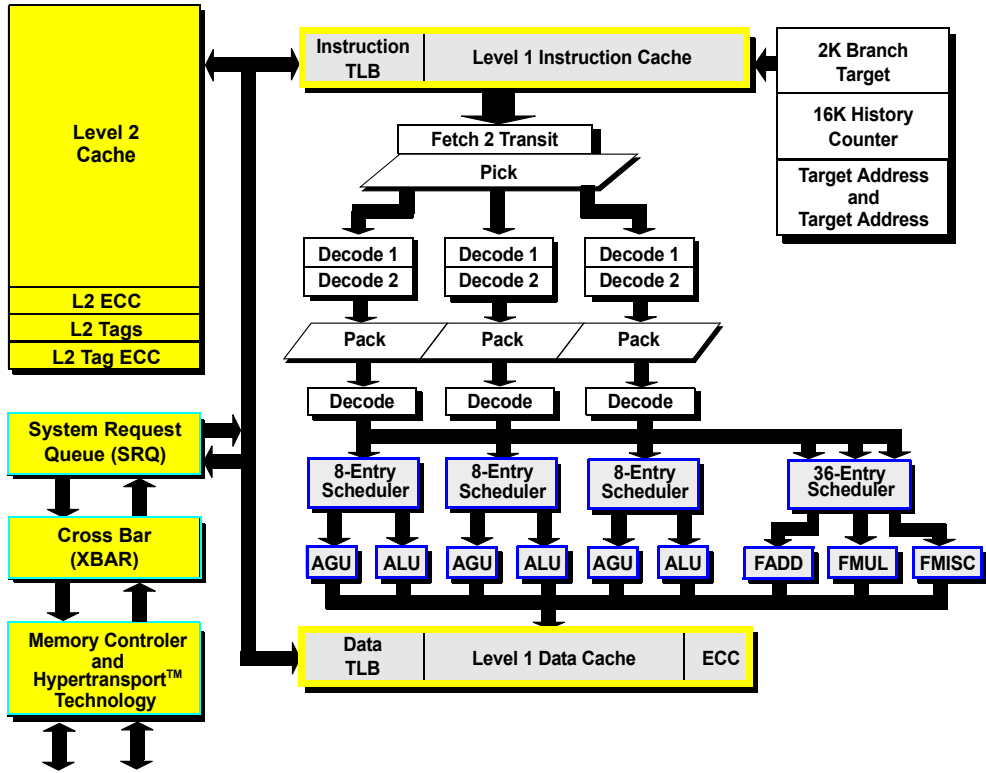 Level 2
Cache
L2 ECC
L2 Tags
L2 Tag ECC
System Request
Queue (SRQ)
Cross Bar
(XBAR)
Memory Controler
and
Hypertransport™
Technology
Instruction
TLB
Level 1 Instruction Cache
2K Branch
Target
16K History
Counter
Target Address
and
Target Address
Fetch 2 Transit
Pick
Decode 1
Decode 2
Decode 1
Decode 2
Decode 1
Decode 2
Pack
Pack
Pack
Decode
Decode
Decode
8-Entry
Scheduler
8-Entry
Scheduler
8-Entry
Scheduler
36-Entry
Scheduler
AGU
ALU
AGU
ALU
AGU
ALU
FADD
FMUL
FMISC
Data
TLB
Level 1 Data Cache
ECC